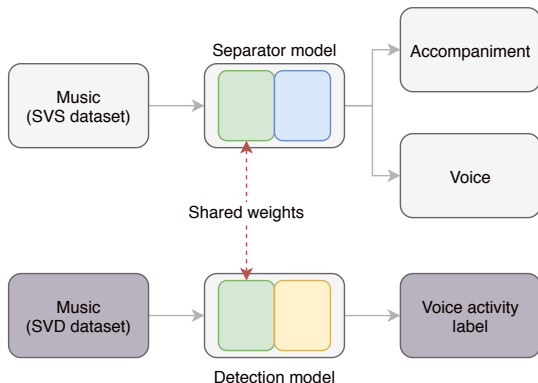 Separator model
Accompaniment
Music
(SVS dataset)
Voice
Shared weights
Music
(SVD dataset)
Voice activity
label
Detection model